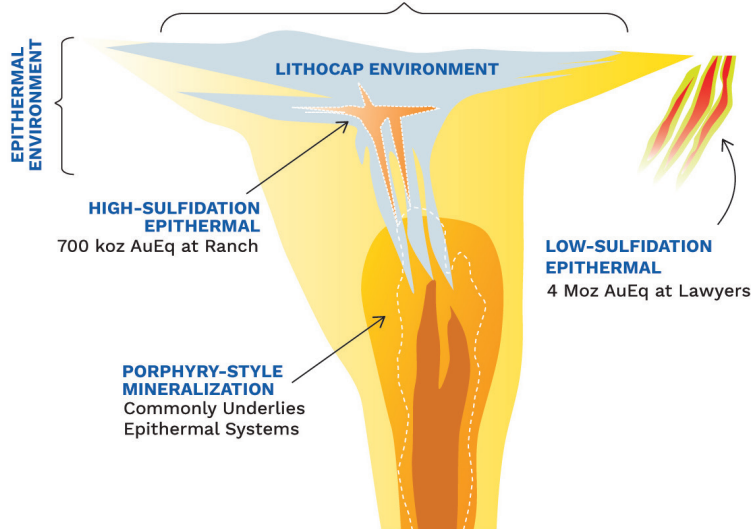 LITHOCAP ENVIRONMENT
EPITHERMAL
ENVIRONMENT
HIGH-SULFIDATION
EPITHERMAL
700 koz AuEq at Ranch
LOW-SULFIDATION
EPITHERMAL
4 Moz AuEq at Lawyers
PORPHYRY-STYLE
MINERALIZATION
Commonly Underlies
Epithermal Systems